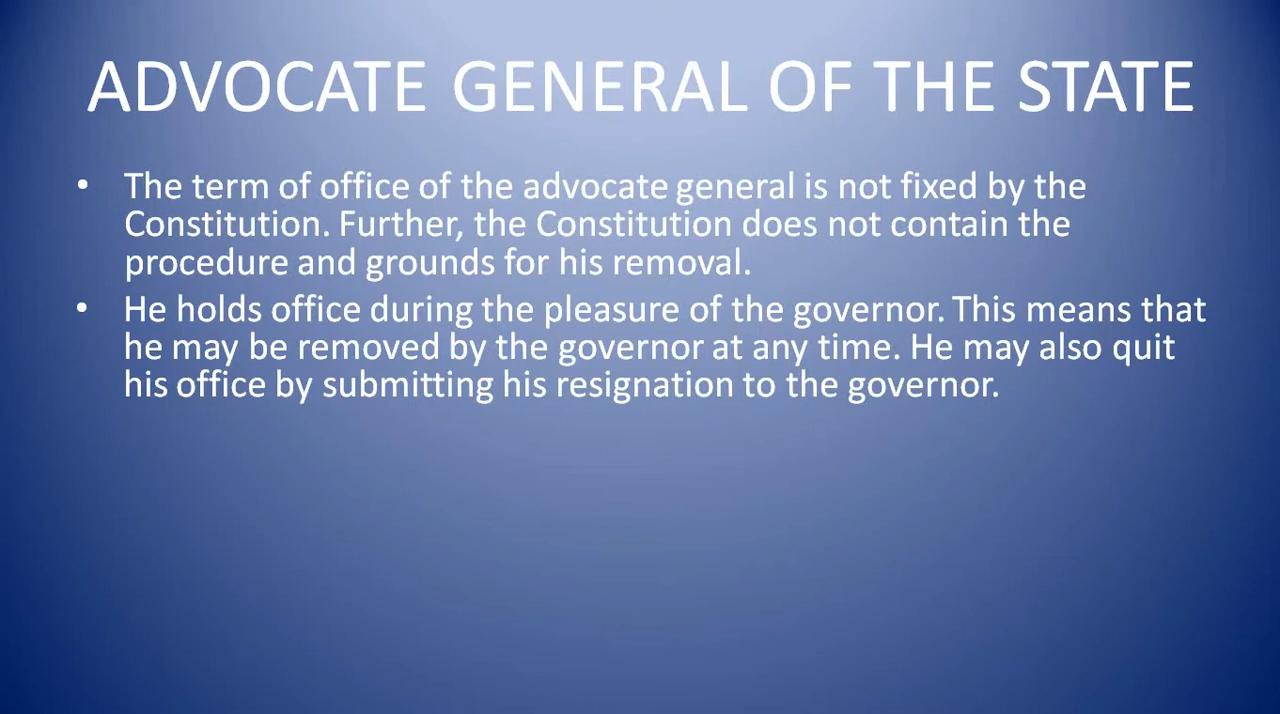 ADVOCATE GENERAL OF THE STATE
• The term of office of the advocate general is not fixed by the
Constitution. Further, the Constitution does not contain the
procedure and grounds for his removal.
• He holds office during the pleasure of the governor. This means that
he may be removed by the governor at any time. He may also quit
his office by submitting his resignation to the governor.